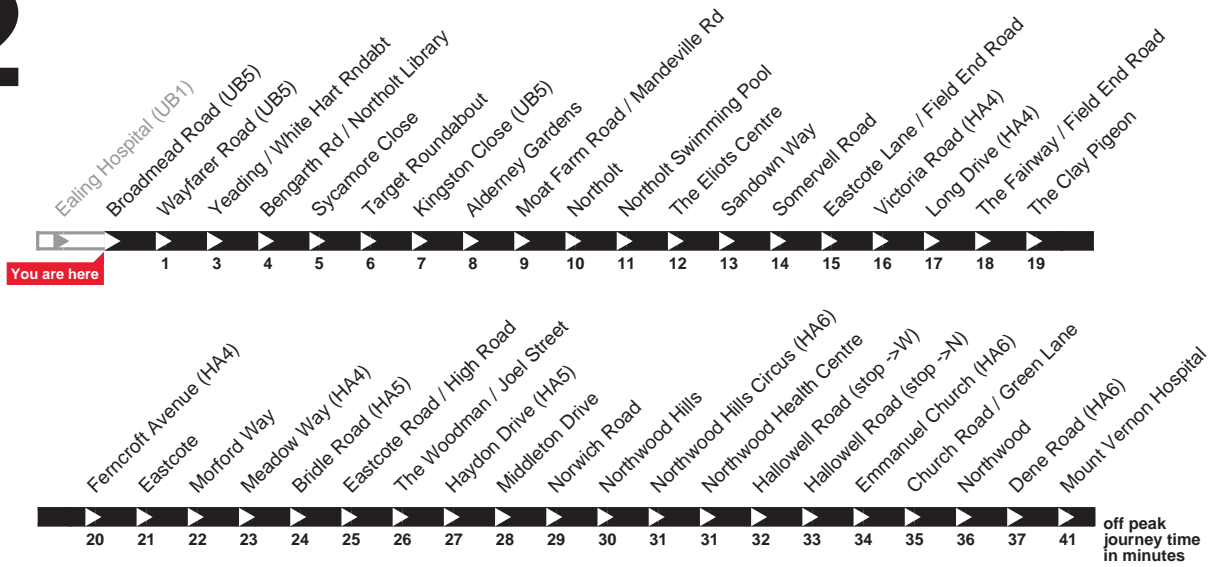 2
Ealing Hospital (UB1)
Broadmead Road (UB5)
Wayfarer Road (UB5)
Yeading / White Hart Rndabt
Bengarth Rd / Northolt Library
Sycamore Close
Target Roundabout
Kingston Close (UB5)
Alderney Gardens
Moat Farm Road / Mandeville Rd
Northolt
Northolt Swimming Pool
The Eliots Centre
Sandown Way
Somervell Road
Eastcote Lane / Field End Road
Victoria Road (HA4)
Long Drive (HA4)
The Fairway / Field End Road
The Clay Pigeon
You are here
1 3 4 5 6 7 8 9 10 11 12 13 14 15 16 17 18 19
Ferncroft Avenue (HA4)
Eastcote
Morford Way
Meadow Way (HA4)
Bridle Road (HA5)
Eastcote Road / High Road
The Woodman / Joel Street
Haydon Drive (HA5)
Middleton Drive
Norwich Road
Northwood Hills
Northwood Hills Circus (HA6)
Northwood Health Centre
Hallowell Road (stop ->W)
Hallowell Road (stop ->N)
Emmanuel Church (HA6)
Church Road / Green Lane
Northwood
Dene Road (HA6)
Mount Vernon Hospital
20 21 22 23 24 25 26 27 28 29 30 31 31 32 33 34 35 36 37 41
off peak
journey time
in minutes